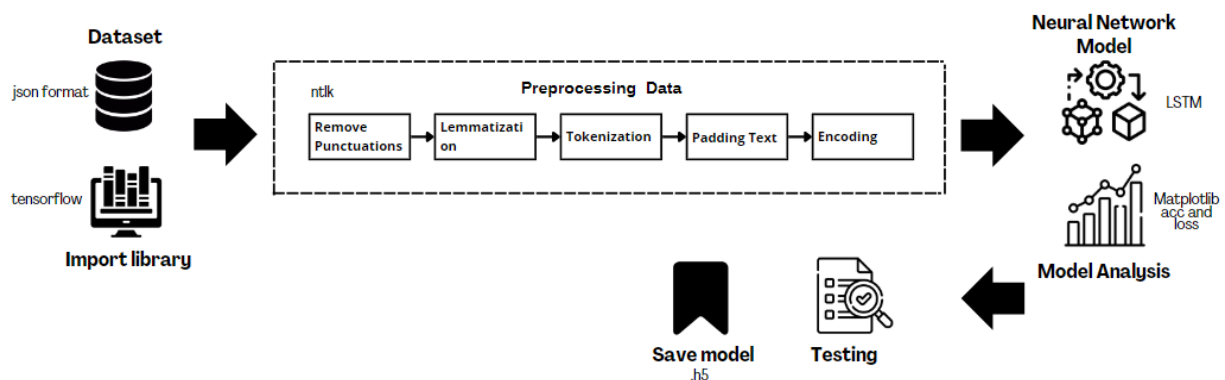 Dataset
json format
tensorflow
Import library
ntlk
Preprocessing Data
Remove
Punctuations
Lemmatizati
on
Tokenization
Padding Text
Encoding
Neural Network
Model
LSTM
Matplotlib
acc and
loss
Model Analysis
Save model
.h5
Testing